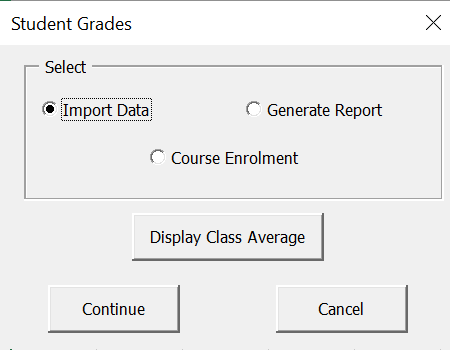 Student Grades
Select
Import Data Generate Report
Course Enrolment
Display Class Average
Continue Cancel